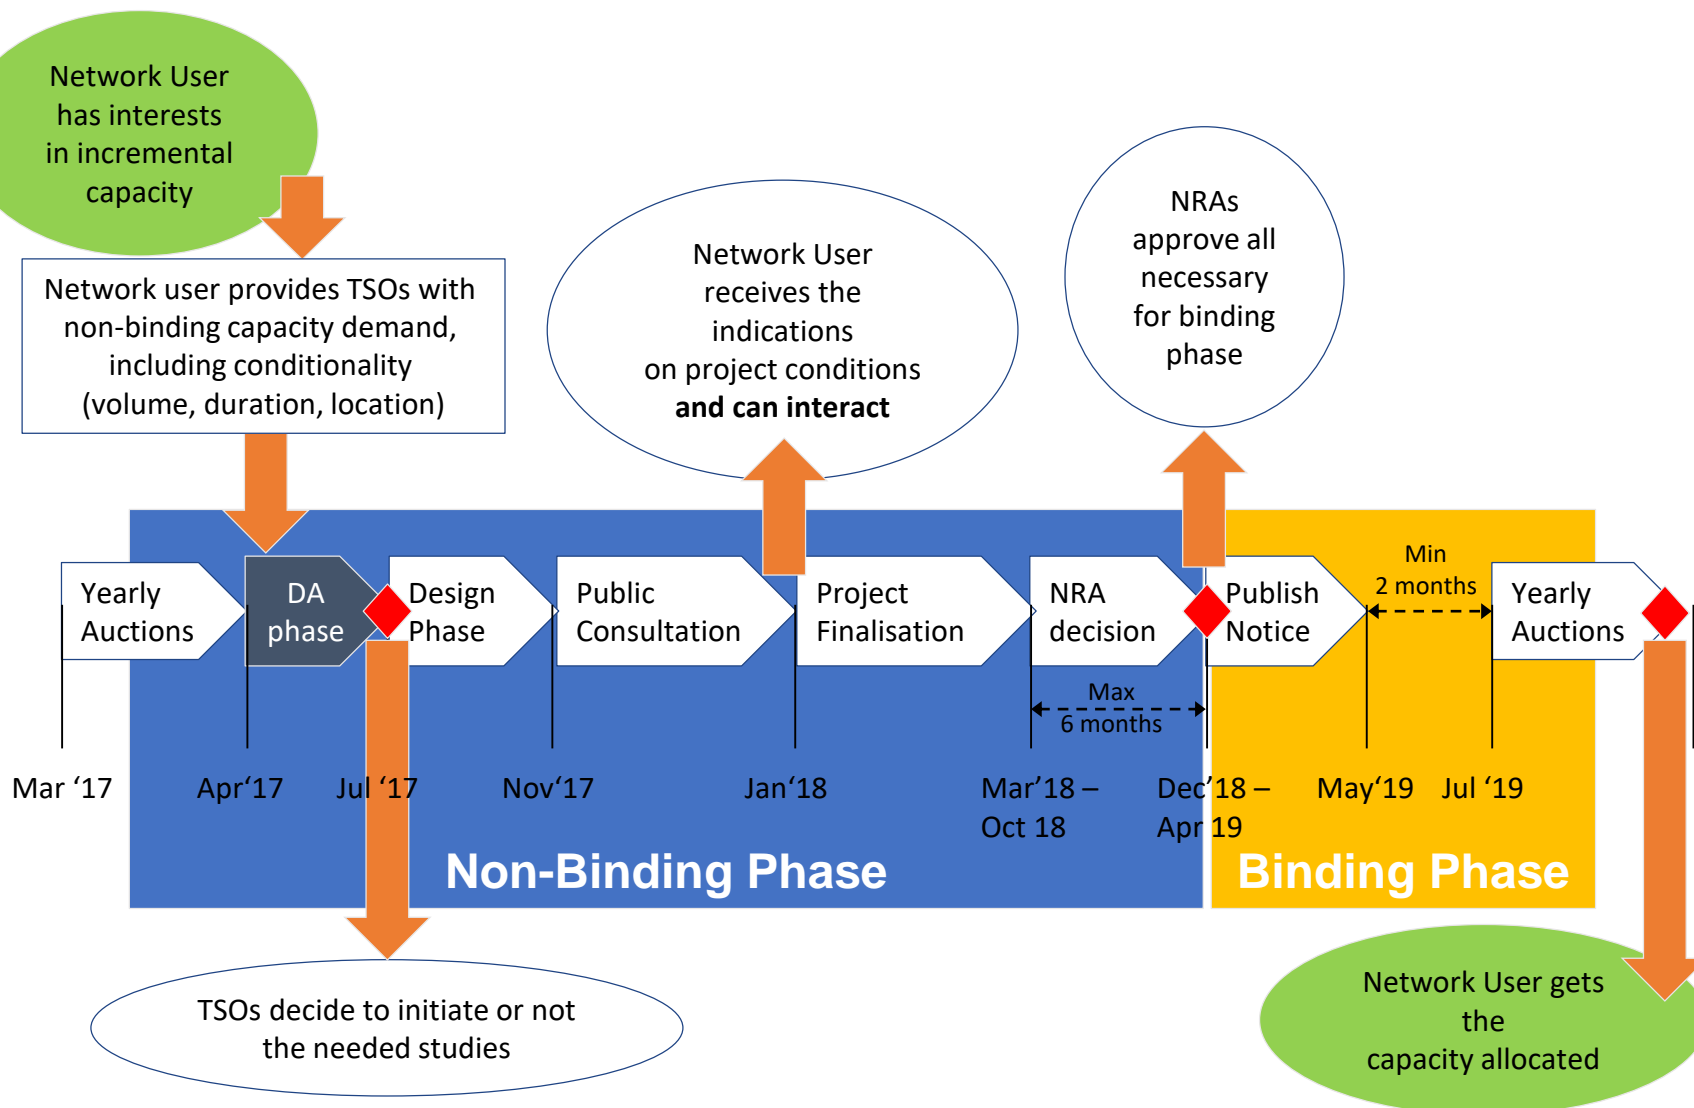 Network User
has interests
in incremental
capacity
Network user provides TSOs with
non-binding capacity demand,
including conditionality
(volume, duration, location)
Network User
receives the
indications
on project conditions
and can interact
NRAs
approve all
necessary
for binding
phase
Yearly
Auctions
DA
phase
Design
Phase
Public
Consultation
Project
Finalisation
NRA
decision
Publish
Notice
Min
2 months
Yearly
Auctions
Max
6 months
Mar ‘17
Apr‘17
Jul ‘17
Nov‘17
Jan‘18
Mar’18 –
Oct 18
Dec’18 –
Apr 19
May‘19
Jul ‘19
Non-Binding Phase
Binding Phase
TSOs decide to initiate or not
the needed studies
Network User gets
the
capacity allocated